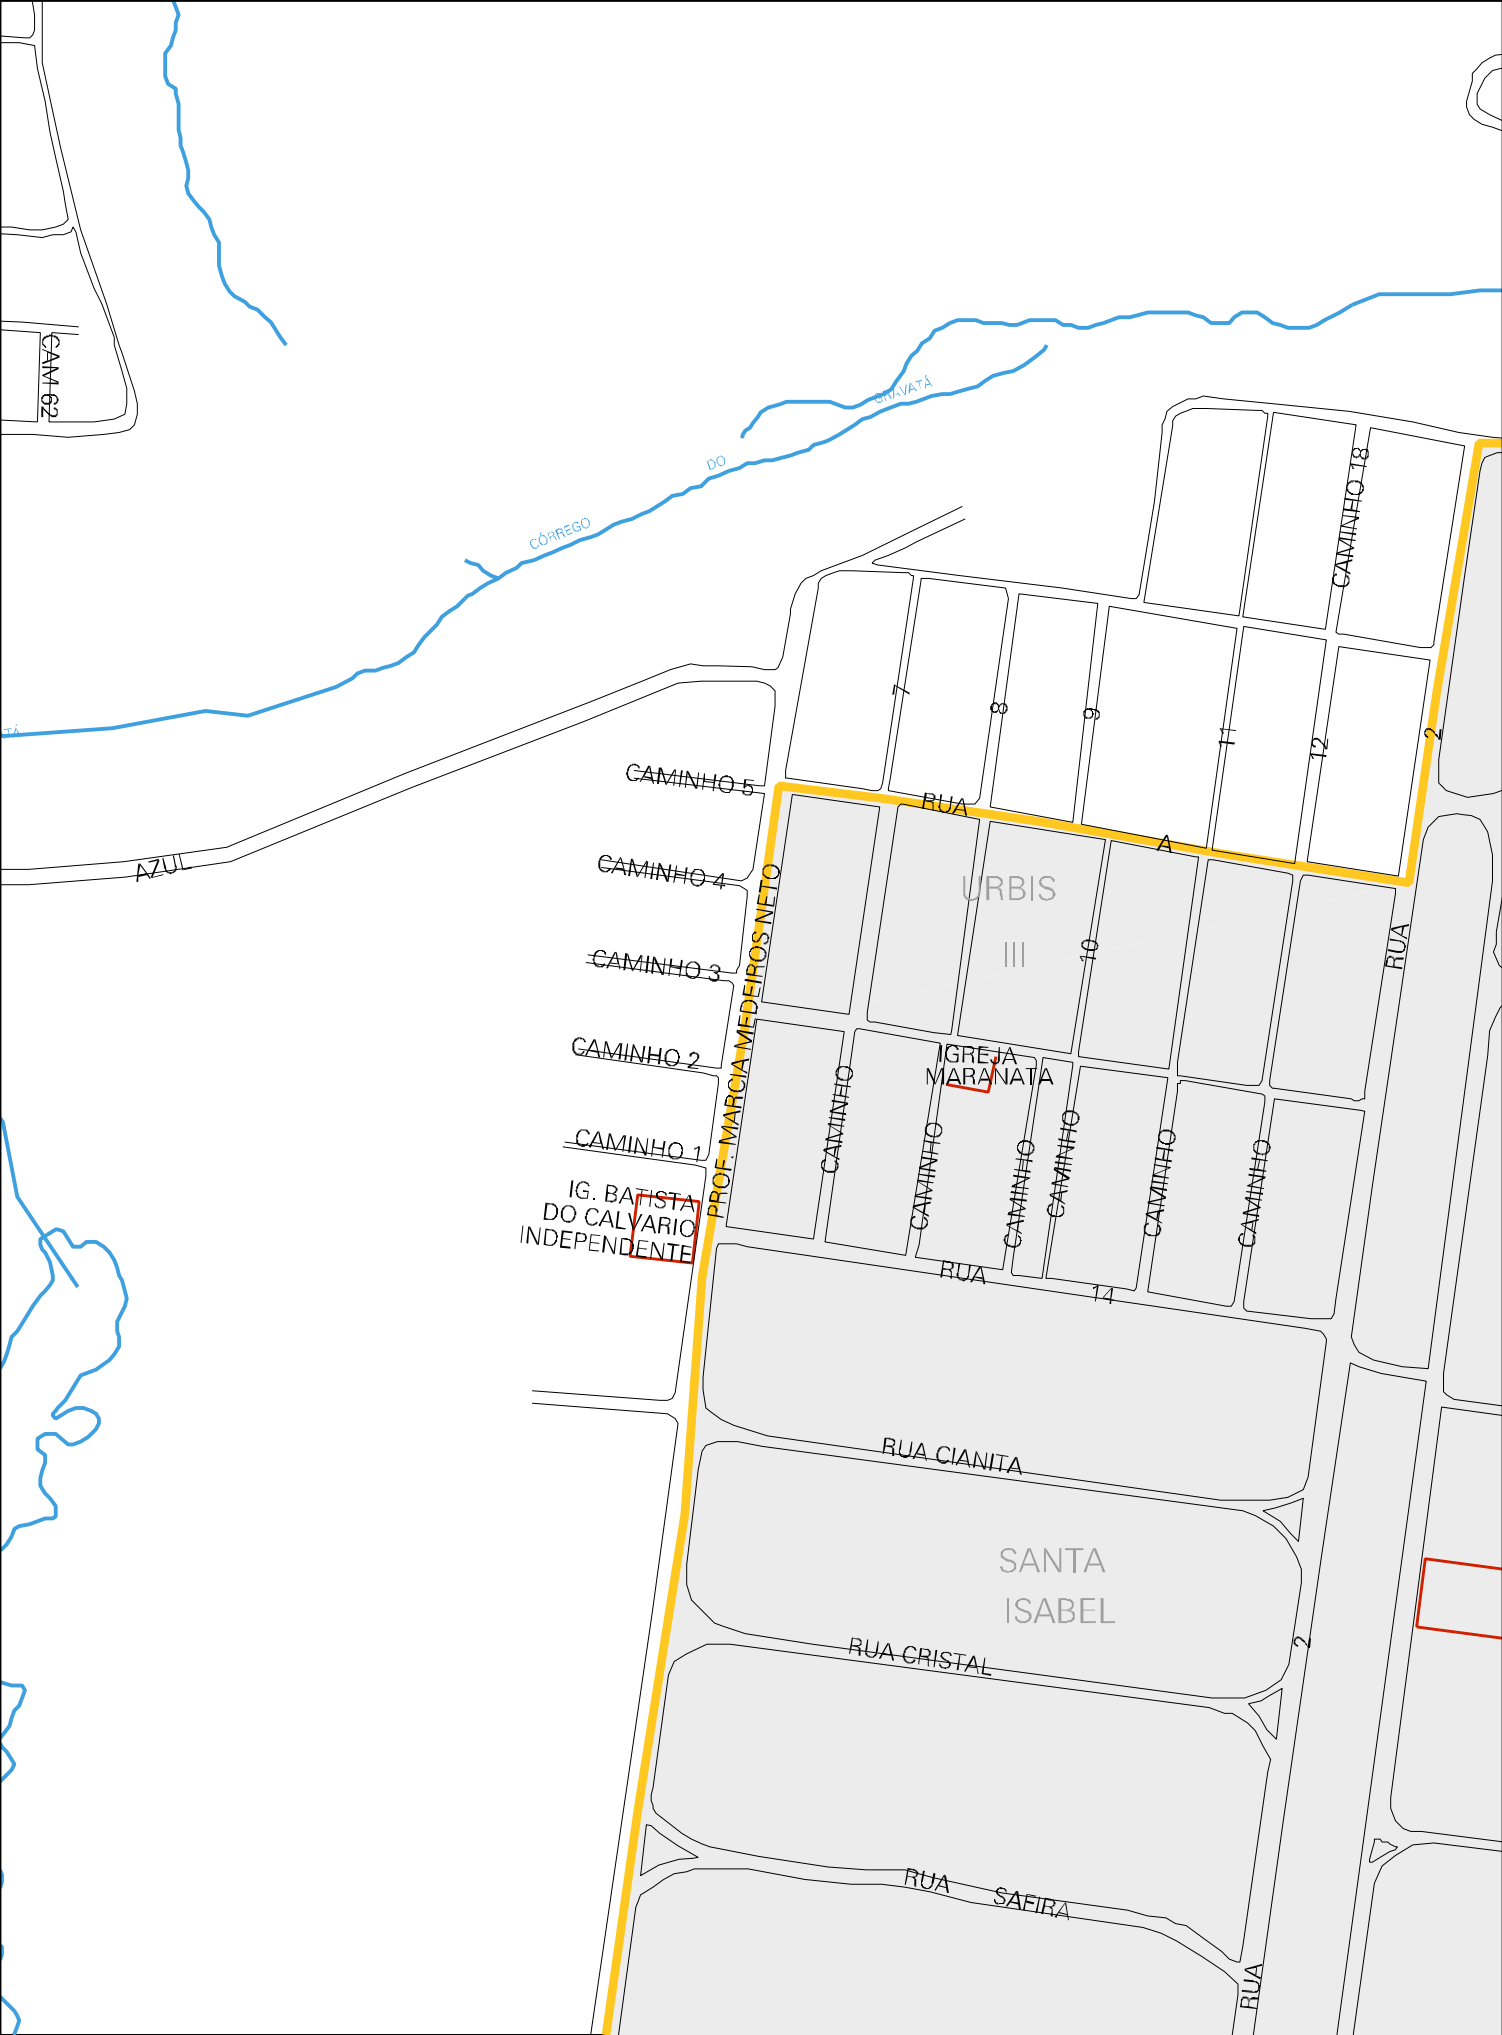 CAM 62
GRAVATÁ
DO
CÓRREGO
CAMINHO 18
7
8
9
11
12
2
TÁ
CAMINHO 5
RUA
A
AZUL
CAMINHO 4
URBIS
III
10
RUA
CAMINHO 3
PROF. MARCIA MEDEIROS NETO
CAMINHO 2
IGREJA
MARANATA
CAMINHO
CAMINHO
CAMINHO
CAMINHO
CAMINHO
CAMINHO
CAMINHO 1
IG. BATISTA
DO CALVARIO
INDEPENDENTE
RUA
14
RUA CIANITA
SANTA
ISABEL
2
RUA CRISTAL
RUA
SAFIRA
RUA